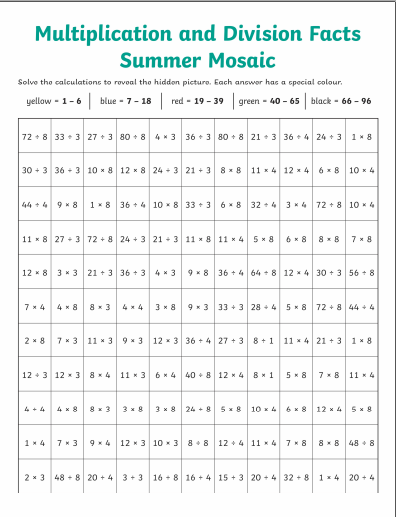 Multiplication and Division Facts
Summer Mosaic
Solve the calculations to reveal the hidden picture. Each answer has a special colour.
yellow = 1 – 6 blue = 7 – 18 red = 19 – 39 green = 40 – 65 black = 66 – 96
72 ÷ 8 33 ÷ 3 27 ÷ 3 80 ÷ 8 4 × 3 36 ÷ 3 80 ÷ 8 21 ÷ 3 36 ÷ 4 24 ÷ 3 1 × 8
30 ÷ 3 36 ÷ 3 10 × 8 12 × 8 24 ÷ 3 21 ÷ 3 8 × 8 11 × 4 12 × 4 6 × 8 10 × 4
44 ÷ 4 9 × 8 1 × 8 36 ÷ 4 10 × 8 33 ÷ 3 6 × 8 32 ÷ 4 3 × 4 72 ÷ 8 10 × 4
11 × 8 27 ÷ 3 72 ÷ 8 24 ÷ 3 21 ÷ 3 11 × 8 11 × 4 5 × 8 6 × 8 8 × 8 7 × 8
12 × 8 3 × 3 21 ÷ 3 36 ÷ 3 4 × 3 9 × 8 36 ÷ 4 64 ÷ 8 12 × 4 30 ÷ 3 56 ÷ 8
7 × 4 4 × 8 8 × 3 4 × 4 3 × 8 9 × 3 33 ÷ 3 28 ÷ 4 5 × 8 72 ÷ 8 44 ÷ 4
2 × 8 7 × 3 11 × 3 9 × 3 12 × 3 36 ÷ 4 27 ÷ 3 8 ÷ 1 11 × 4 21 ÷ 3 1 × 8
12 ÷ 3 12 × 3 8 × 4 11 × 3 6 × 4 40 ÷ 8 12 × 4 8 × 1 5 × 8 7 × 8 11 × 4
4 ÷ 4 4 × 8 8 × 3 3 × 8 3 × 8 24 ÷ 8 5 × 8 10 × 4 6 × 8 12 × 4 5 × 8
1 × 4 7 × 3 9 × 4 12 × 3 10 × 3 8 ÷ 8 12 ÷ 4 11 × 4 7 × 8 8 × 8 48 ÷ 8
2 × 3 48 ÷ 8 20 ÷ 4 3 ÷ 3 16 ÷ 8 16 ÷ 4 15 ÷ 3 20 ÷ 4 32 ÷ 8 1 × 4 20 ÷ 4